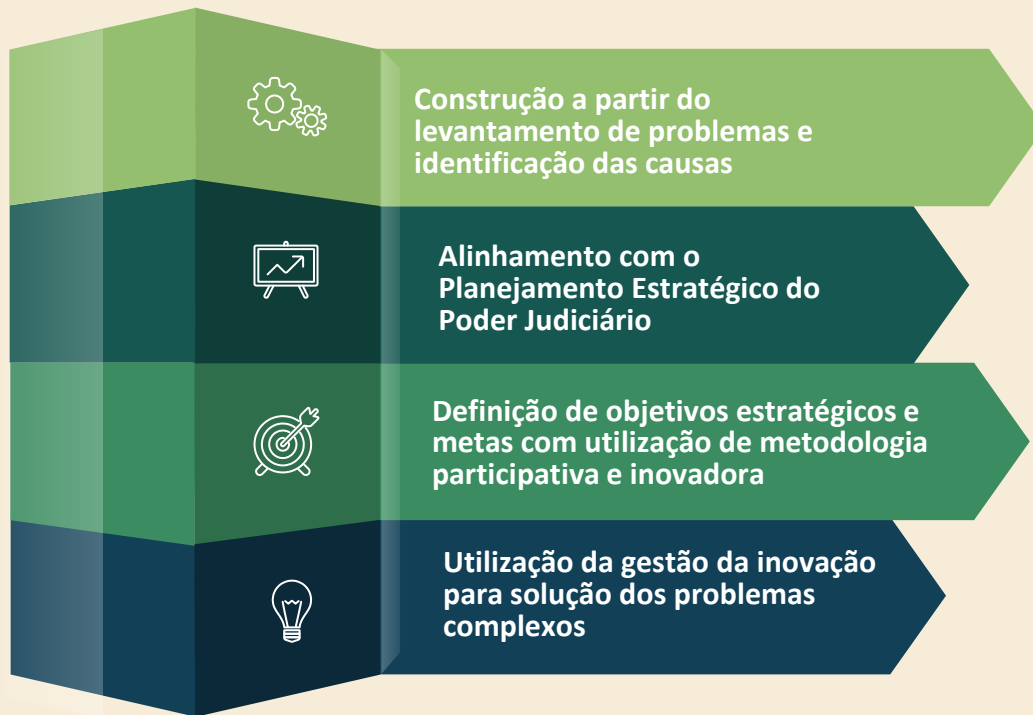 Construção a partir do
levantamento de problemas e
identificação das causas
Alinhamento com o
Planejamento Estratégico do
Poder Judiciário
Definição de objetivos estratégicos e
metas com utilização de metodologia
participativa e inovadora
Utilização da gestão da inovação
para solução dos problemas
complexos